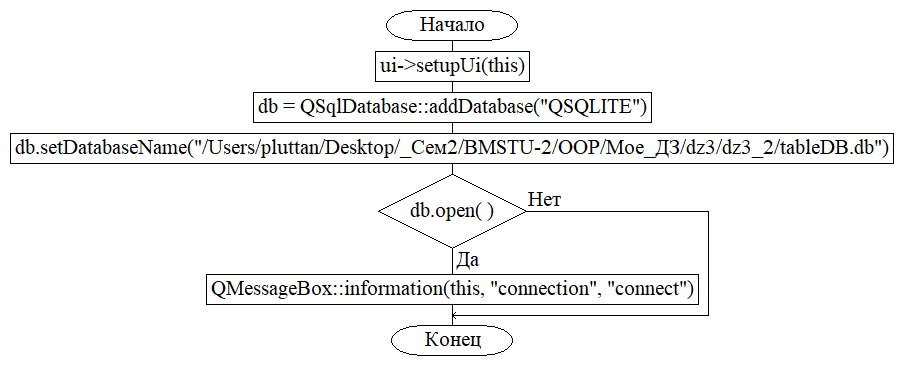 Начало
ui->setupUi(this)
db = QSqlDatabase::addDatabase("QSQLITE")
db.setDatabaseName("/Users/pluttan/Desktop/_Сем2/BMSTU-2/OOP/Мое_ДЗ/dz3/dz3_2/tableDB.db")
db.open( )
Нет
Да
QMessageBox::information(this, "connection", "connect")
Конец